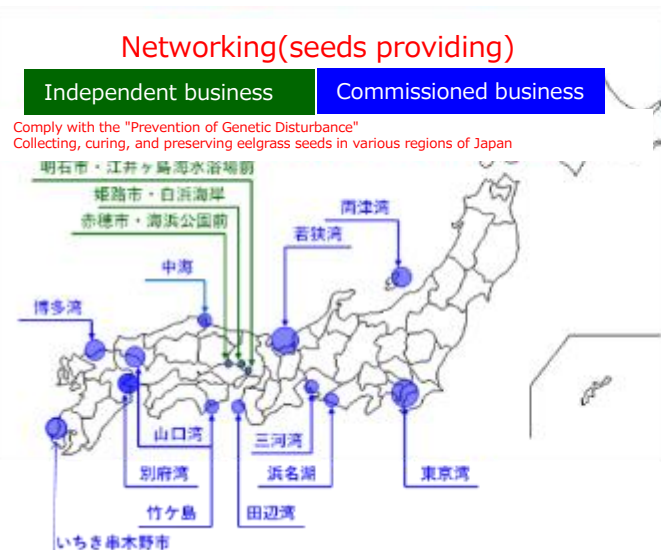 Networking(seeds providing)
Independent business
Commissioned business
Comply with the "Prevention of Genetic Disturbance"
Collecting, curing, and preserving eelgrass seeds in various regions of Japan
明石市・江井ヶ島海水浴場前
姫路市・白浜海岸
赤穂市・海浜公園前
両津湾
若狭湾
中海
博多湾
山口湾
三河湾
別府湾
浜名湖
東京湾
竹ケ島
田辺湾
いちき串木野市